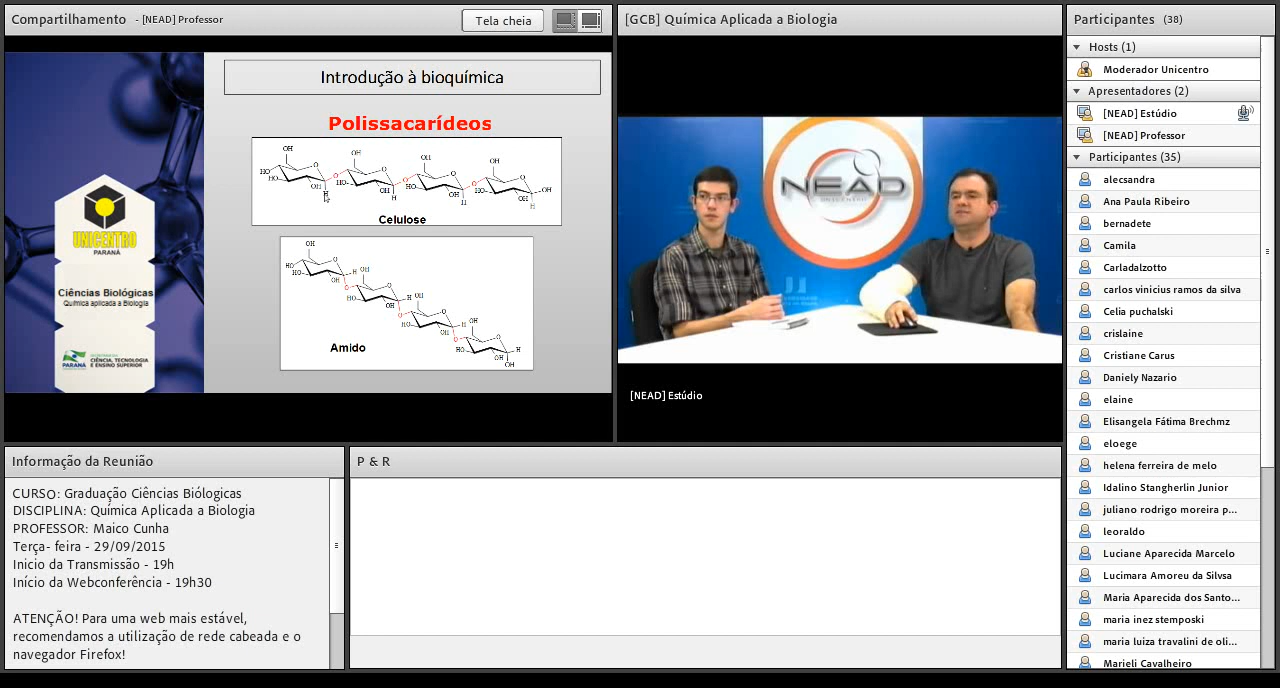 Compartilhamento - [NEAD] Professor
Tela cheia
Introdução à bioquímica
Polissacarídeos
Celulose
Amido
UNICENTRO
PARANÁ
Ciências Biológicas
Química aplicada a Biologia
PARANÁ
CIÊNCIA, TECNOLOGIA
E ENSINO SUPERIOR
[GCB] Química Aplicada a Biologia
NEAD
UNICENTRO
[NEAD] Estúdio
Participantes (38)
Hosts (1)
Moderador Unicentro
Apresentadores (2)
[NEAD] Estúdio
[NEAD] Professor
Participantes (35)
alecsandra
Ana Paula Ribeiro
bernadete
Camila
Carladalzotto
carlos vinicius ramos da silva
Celia puchalski
crislaine
Cristiane Carus
Daniely Nazario
elaine
Elisangela Fátima Brechmz
eloege
helena ferreira de melo
Idalino Stangherlin Junior
juliano rodrigo moreira p...
leoraldo
Luciane Aparecida Marcelo
Lucimara Amoreu da Silvsa
Maria Aparecida dos Santo...
maria inez stemposki
maria luiza travalini de oli...
Marieli Cavalheiro
Informação da Reunião
CURSO: Graduação Ciências Biólogicas
DISCIPLINA: Química Aplicada a Biologia
PROFESSOR: Maico Cunha
Terça- feira - 29/09/2015
Inicio da Transmissão - 19h
Início da Webconferência - 19h30
ATENÇÃO! Para uma web mais estável,
recomendamos a utilização de rede cabeada e o
navegador Firefox!
P & R